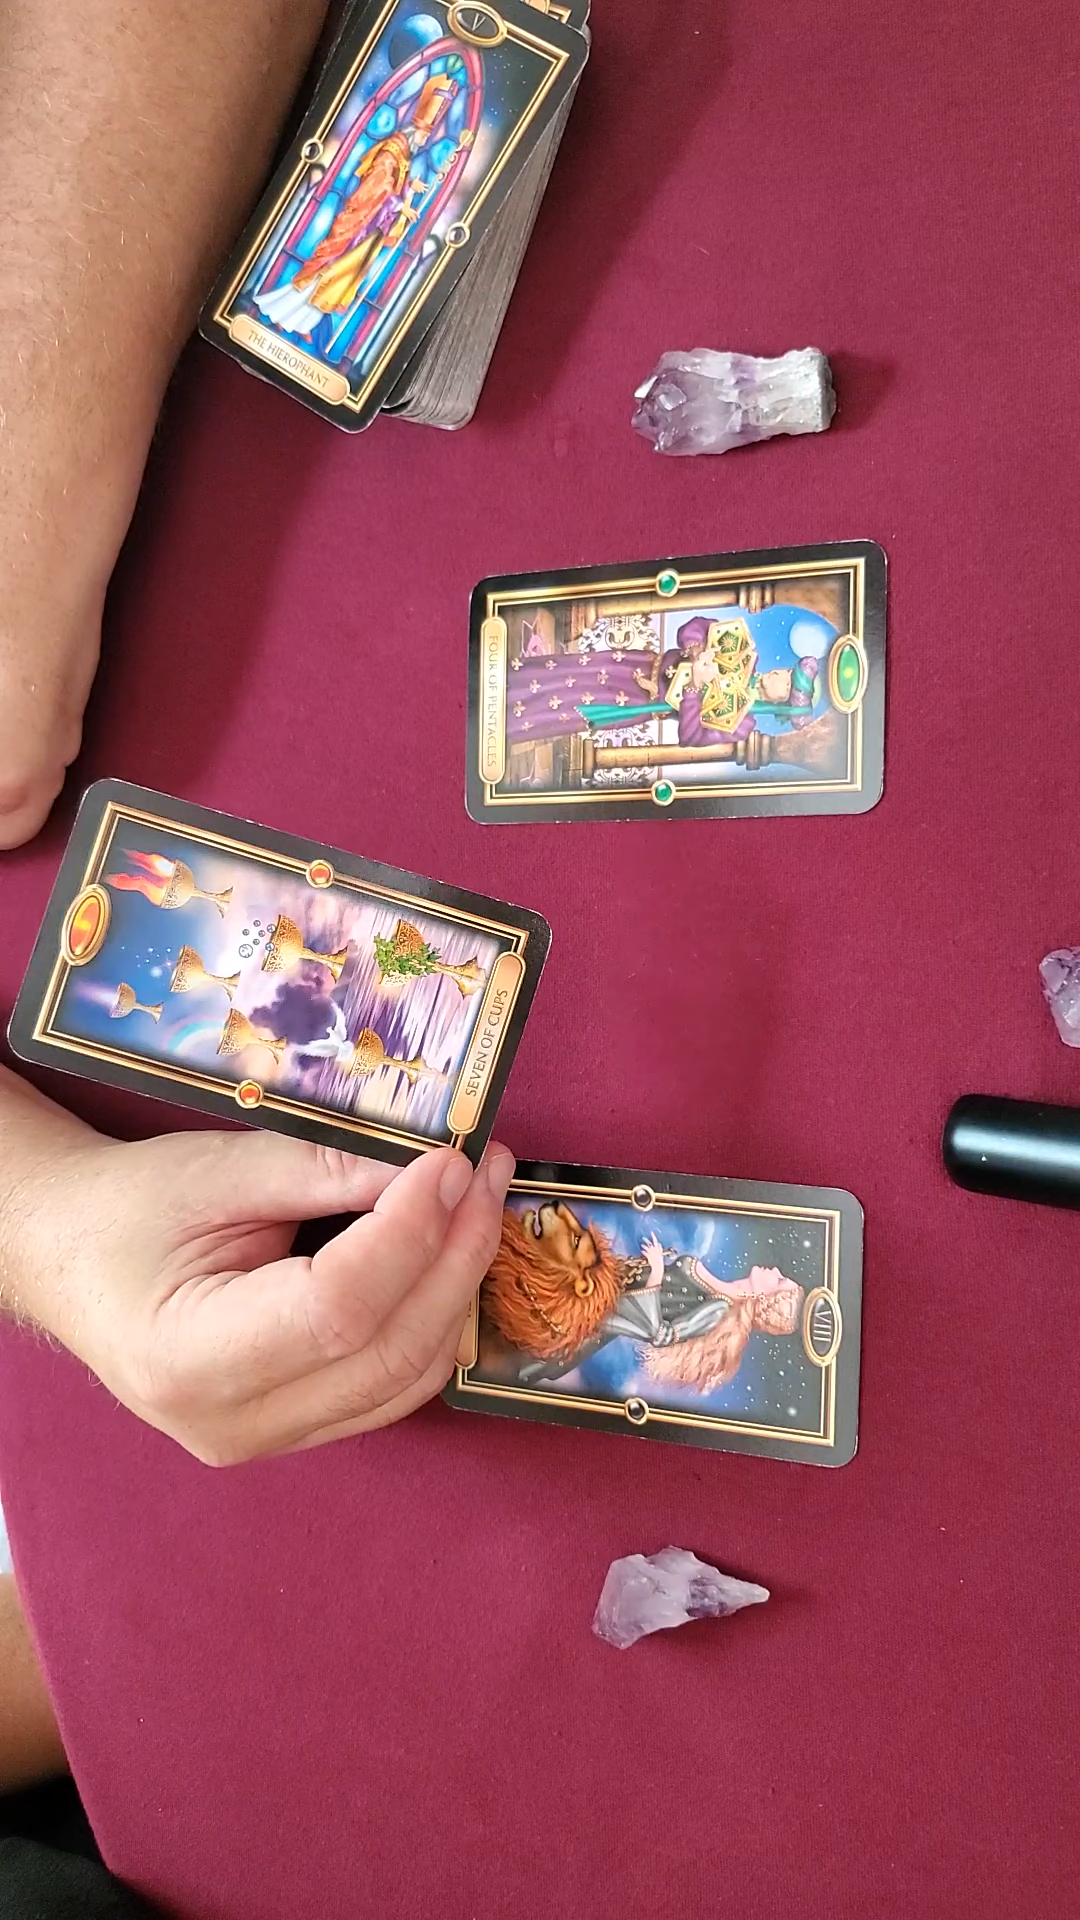 V
THE HIEROPHANT
FOUR OF PENTACLES
SEVEN OF CUPS
VIII